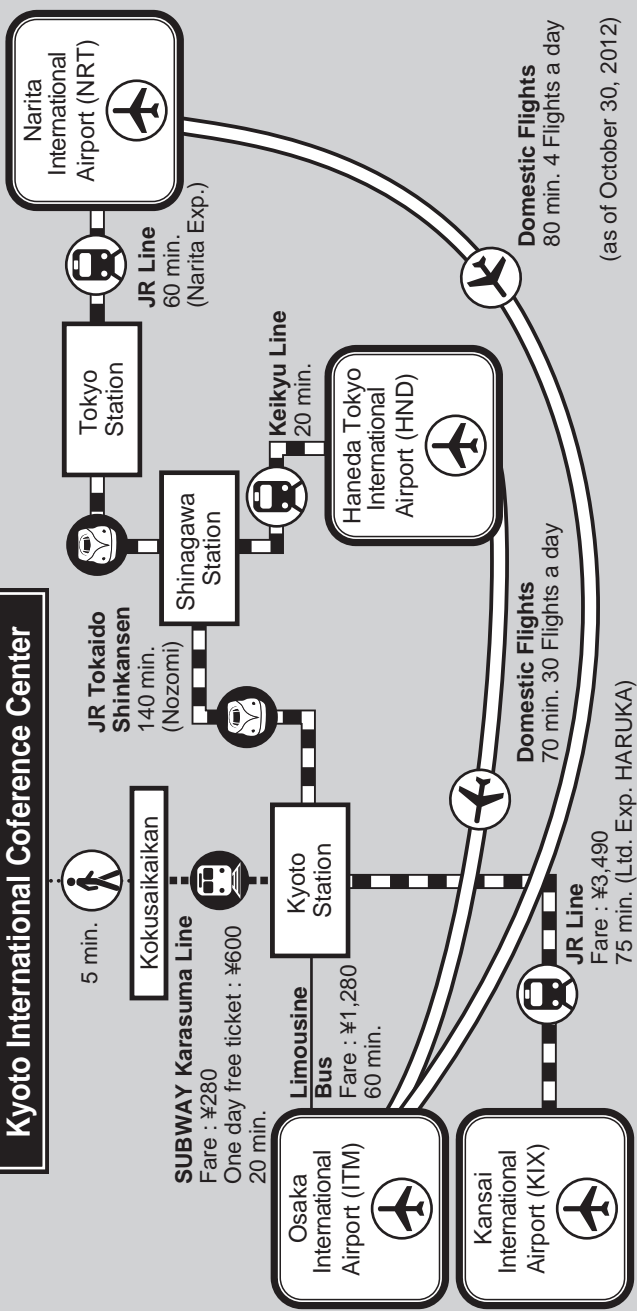 Kyoto International Coference Center
5 min.
Kokusaikaikan
SUBWAY Karasuma Line
Fare : ¥280
One day free ticket : ¥600
20 min.
Kyoto
Station
Limousine
Bus
Fare : ¥1,280
60 min.
Osaka
International
Airport (ITM)
Kansai
International
Airport (KIX)
JR Line
Fare : ¥3,490
75 min. (Ltd. Exp. HARUKA)
JR Tokaido
Shinkansen
140 min.
(Nozomi)
Shinagawa
Station
Tokyo
Station
JR Line
60 min.
(Narita Exp.)
Narita
International
Airport (NRT)
Keikyu Line
20 min.
Haneda Tokyo
International
Airport (HND)
Domestic Flights
70 min. 30 Flights a day
Domestic Flights
80 min. 4 Flights a day
(as of October 30, 2012)